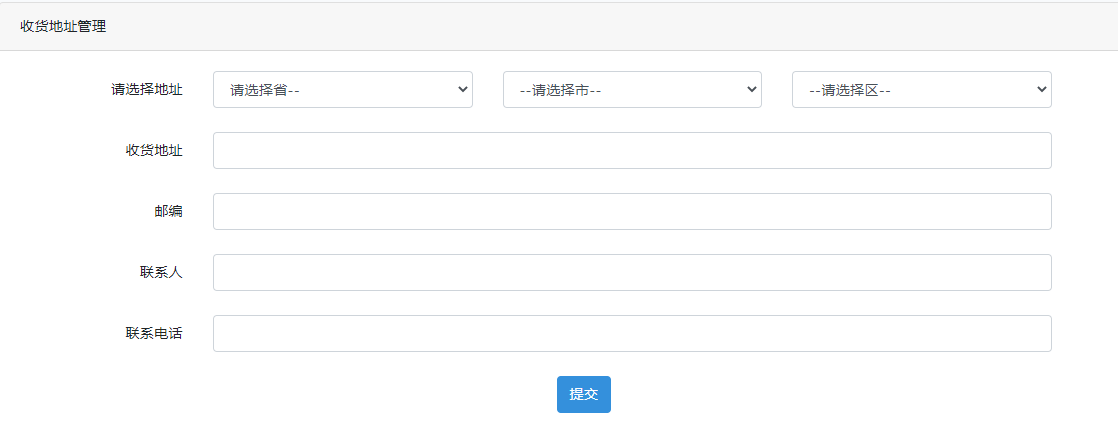 收货地址管理
请选择地址 请选择省-- --请选择市-- --请选择区--
收货地址
邮编
联系人
联系电话
提交